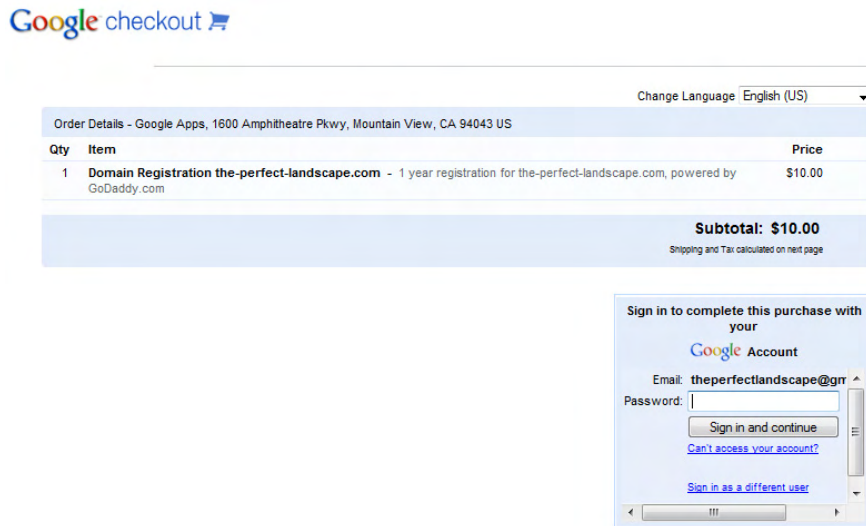 Google checkout
Change Language English (US)
Order Details - Google Apps, 1600 Amphitheatre Pkwy, Mountain View, CA 94043 US
Qty Item Price
1 Domain Registration the-perfect-landscape.com - 1 year registration for the-perfect-landscape.com, powered by $10.00
GoDaddy.com
Subtotal: $10.00
Shipping and Tax calculated on next page
Sign in to complete this purchase with
your
Google Account
Email: theperfectlandscape@gm
Password:
Sign in and continue
Can't access your account?
Sign in as a different user